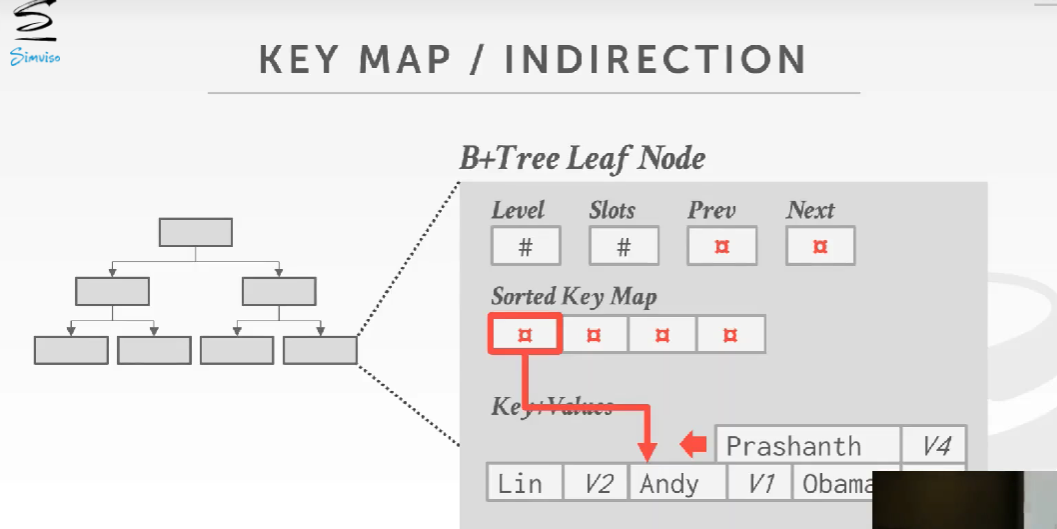 Simviso
KEY MAP / INDIRECTION
B+Tree Leaf Node
Level Slots Prev Next
# # ¤ ¤
Sorted Key Map
¤ ¤ ¤ ¤
Key+Values
Prashanth V4
Lin V2 Andy V1 Obama